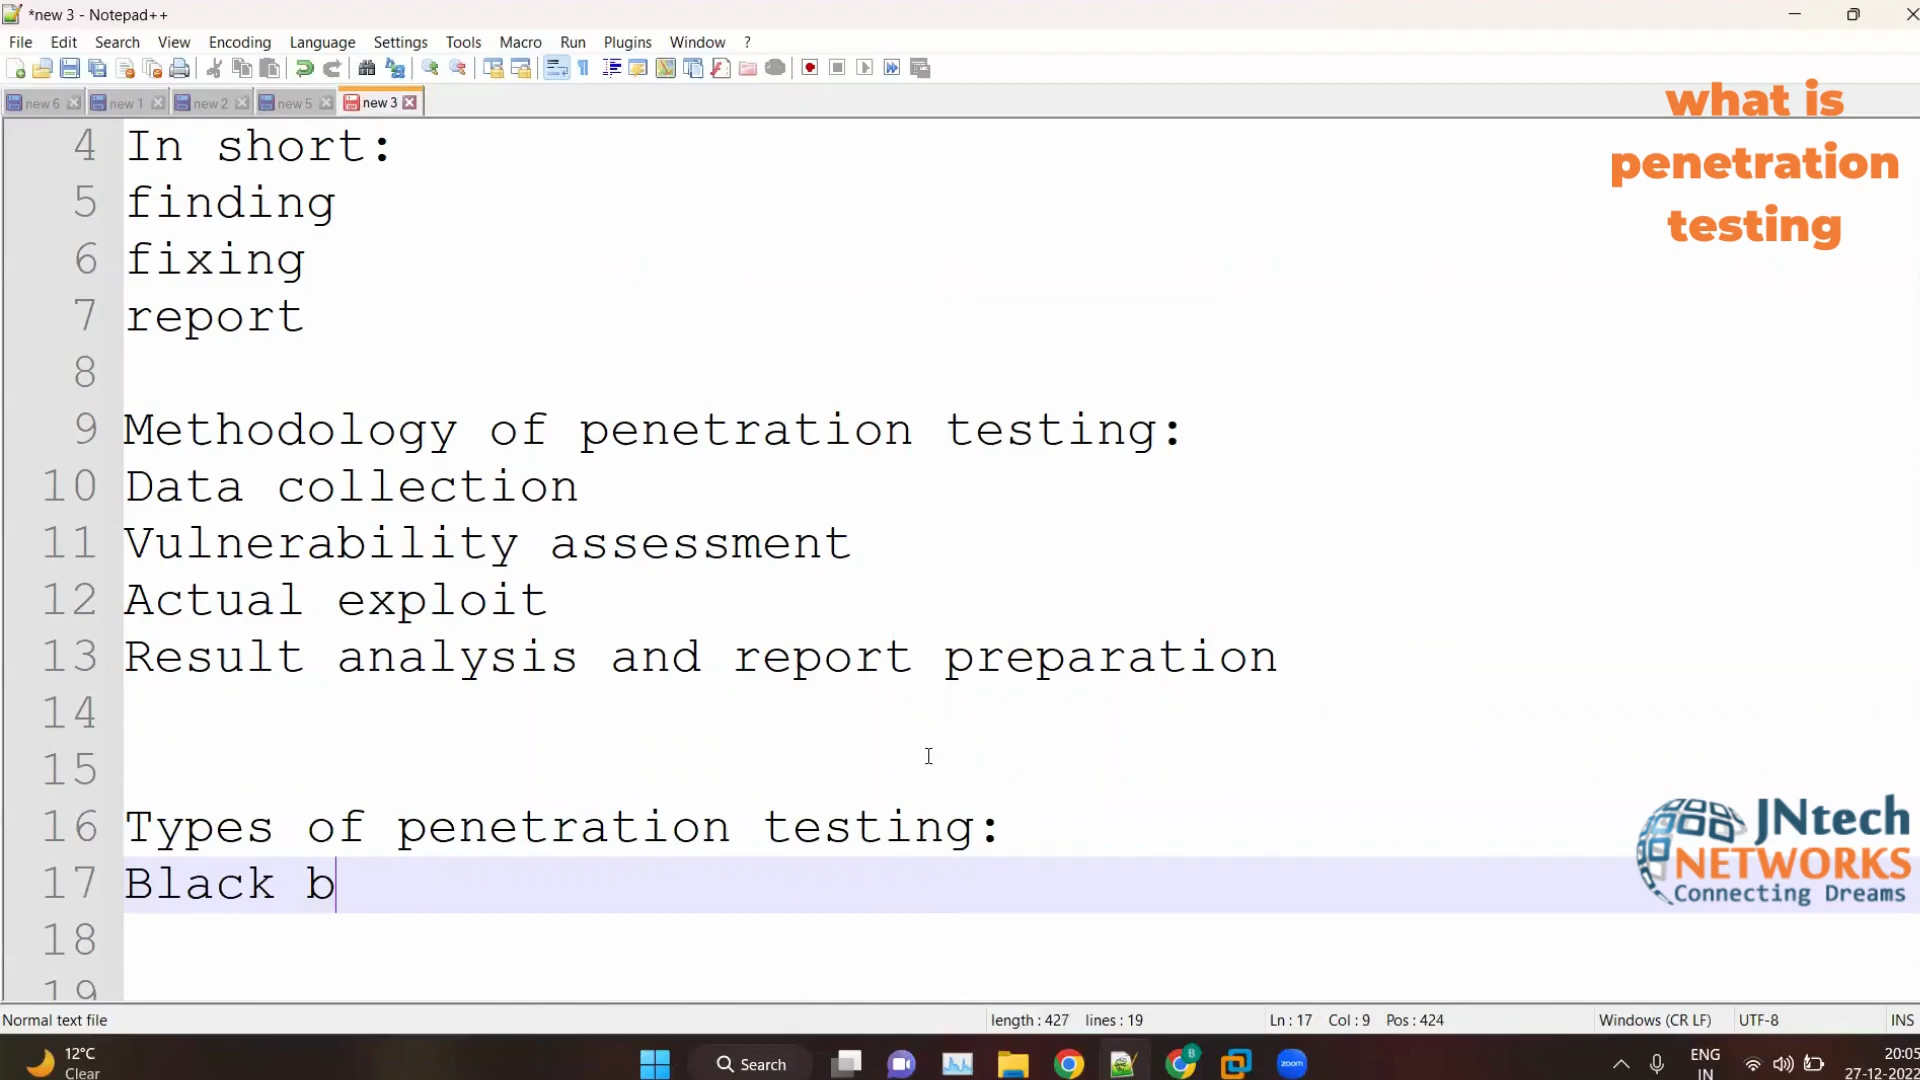 *new 3 - Notepad++
File Edit Search View Encoding Language Settings Tools Macro Run Plugins Window ?
new 6 new 1 new 2 new 5 new 3
what is
penetration
testing
4 In short:
5 finding
6 fixing
7 report
8
9 Methodology of penetration testing:
10 Data collection
11 Vulnerability assessment
12 Actual exploit
13 Result analysis and report preparation
14
15
16 Types of penetration testing:
17 Black b
18
19
JNtech
NETWORKS
Connecting Dreams
Normal text file length : 427 lines : 19 Ln : 17 Col : 9 Pos : 424 Windows (CR LF) UTF-8 INS
12°C
Clear
Search
B
zoom
ENG
IN
20:05
27-12-2022